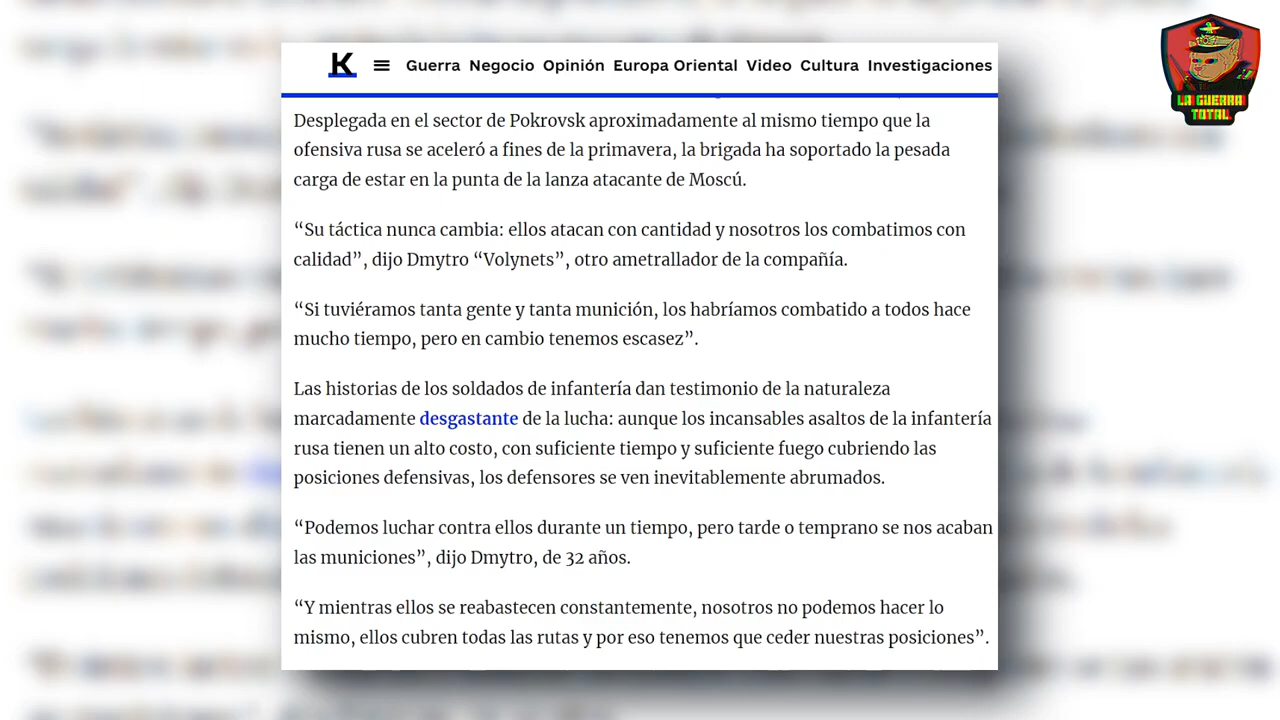 K
Guerra Negocio Opinión Europa Oriental Video Cultura Investigaciones
LA GUERRA
TOTAL
Desplegada en el sector de Pokrovsk aproximadamente al mismo tiempo que la
ofensiva rusa se aceleró a fines de la primavera, la brigada ha soportado la pesada
carga de estar en la punta de la lanza atacante de Moscú.
“Su táctica nunca cambia: ellos atacan con cantidad y nosotros los combatimos con
calidad”, dijo Dmytro “Volynets”, otro ametrallador de la compañía.
“Si tuviéramos tanta gente y tanta munición, los habríamos combatido a todos hace
mucho tiempo, pero en cambio tenemos escasez”.
Las historias de los soldados de infantería dan testimonio de la naturaleza
marcadamente desgastante de la lucha: aunque los incansables asaltos de la infantería
rusa tienen un alto costo, con suficiente tiempo y suficiente fuego cubriendo las
posiciones defensivas, los defensores se ven inevitablemente abrumados.
“Podemos luchar contra ellos durante un tiempo, pero tarde o temprano se nos acaban
las municiones”, dijo Dmytro, de 32 años.
“Y mientras ellos se reabastecen constantemente, nosotros no podemos hacer lo
mismo, ellos cubren todas las rutas y por eso tenemos que ceder nuestras posiciones”.